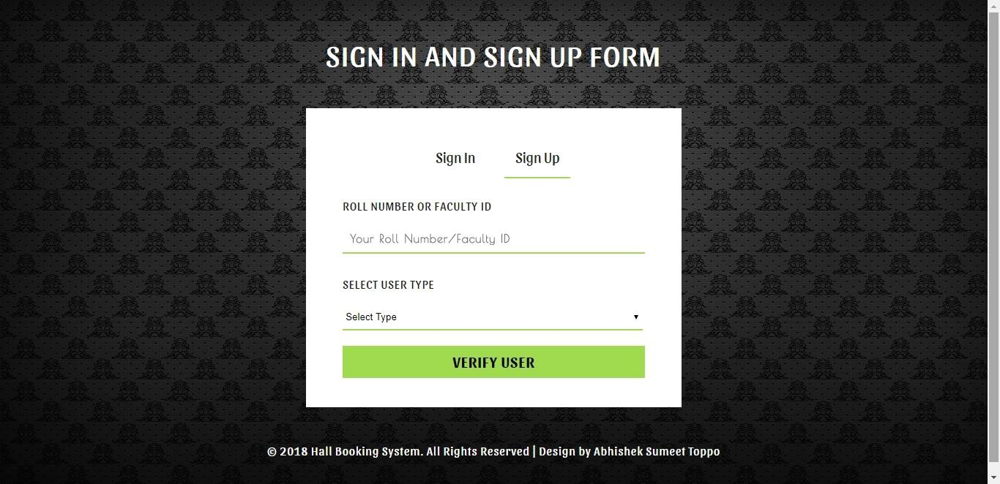 SIGN IN AND SIGN UP FORM
Sign In
Sign Up
ROLL NUMBER OR FACULTY ID
Your Roll Number/Faculty ID
SELECT USER TYPE
Select Type
VERIFY USER
© 2018 Hall Booking System. All Rights Reserved | Design by Abhishek Sumeet Toppo